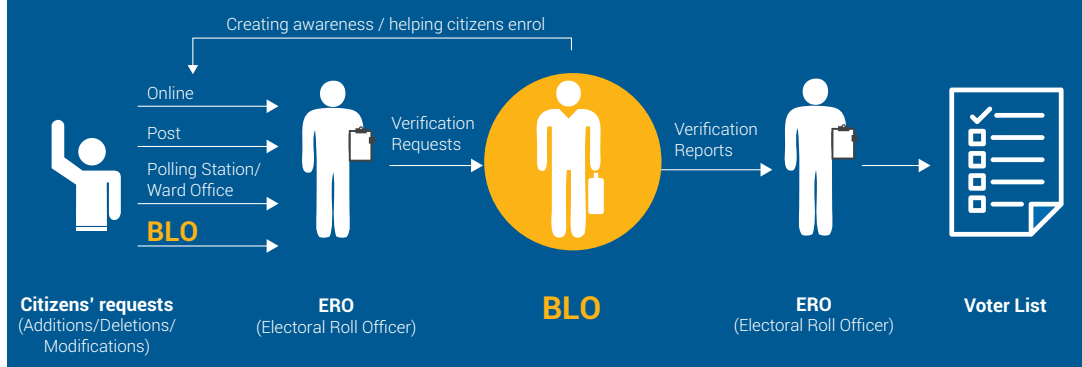 Creating awareness / helping citizens enrol
Online
Post
Polling Station/
Ward Office
BLO
Verification
Requests
Verification
Reports
Citizens' requests
(Additions/Deletions/
Modifications)
ERO
(Electoral Roll Officer)
BLO
ERO
(Electoral Roll Officer)
Voter List